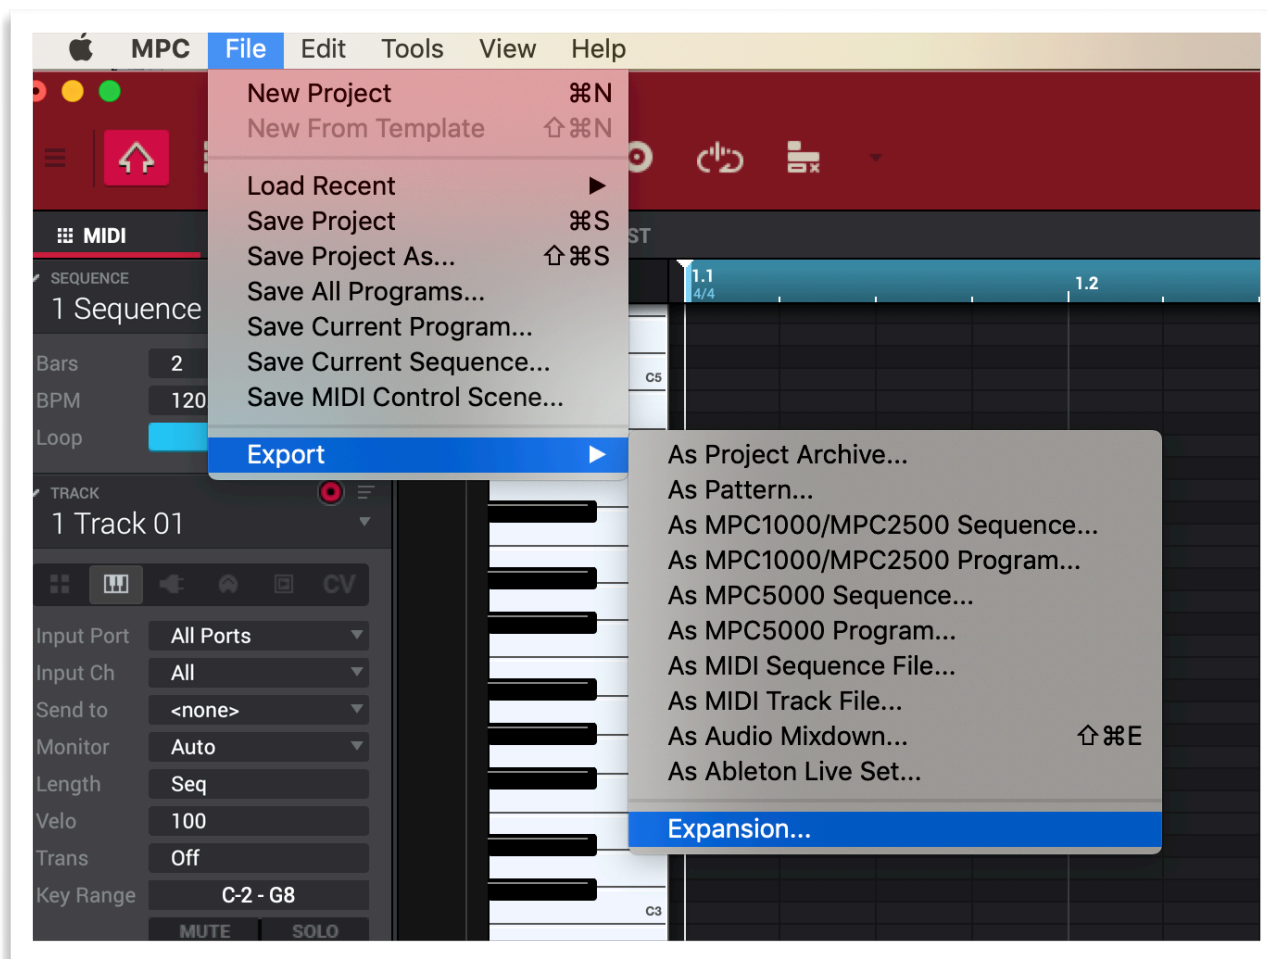 MPC File Edit Tools View Help
New Project ⌘N
New From Template ⇧⌘N
Load Recent ▶
Save Project ⌘S
Save Project As... ⇧⌘S
Save All Programs...
Save Current Program...
Save Current Sequence...
Save MIDI Control Scene...
Export ▶
As Project Archive...
As Pattern...
As MPC1000/MPC2500 Sequence...
As MPC1000/MPC2500 Program...
As MPC5000 Sequence...
As MPC5000 Program...
As MIDI Sequence File...
As MIDI Track File...
As Audio Mixdown... ⇧⌘E
As Ableton Live Set...
Expansion...
MIDI
ST
SEQUENCE
1 Sequence
Bars 2
BPM 120
Loop
TRACK
1 Track 01
CV
Input Port All Ports
Input Ch All
Send to <none>
Monitor Auto
Length Seq
Velo 100
Trans Off
Key Range C-2 - G8
MUTE SOLO
1.1
4/4
1.2
C5
C3